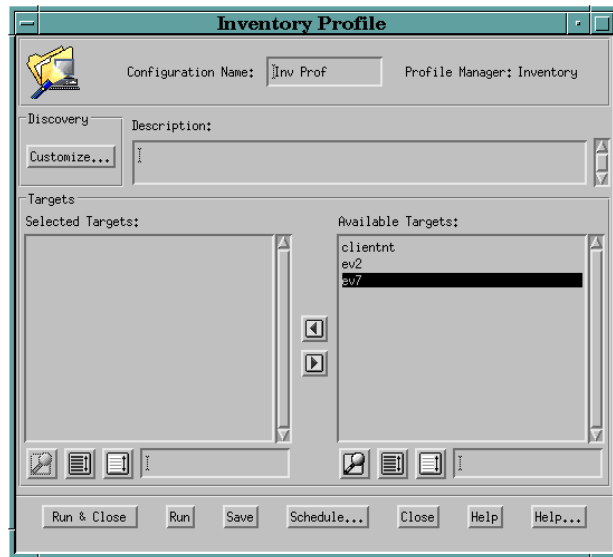 Inventory Profile
Configuration Name: Inv Prof Profile Manager: Inventory
Discovery
Description:
Customize...
Targets
Selected Targets: Available Targets:
clientnt
ev2
ev7
Run & Close Run Save Schedule... Close Help Help...